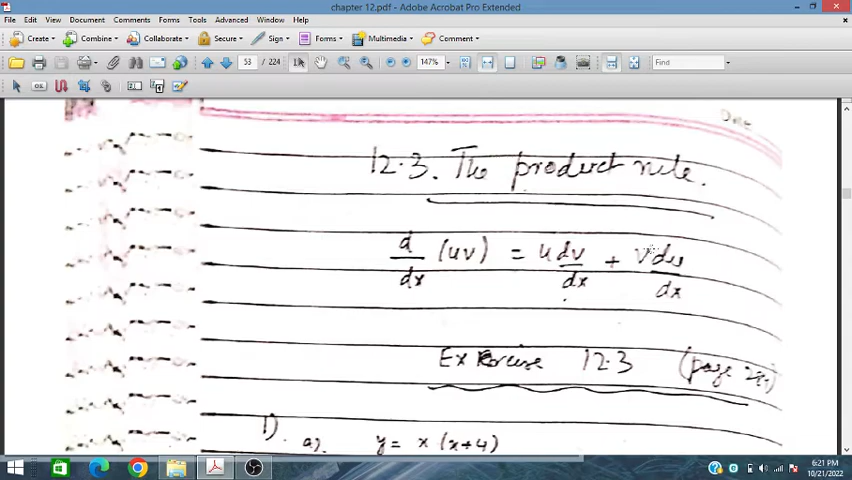 chapter 12.pdf - Adobe Acrobat Pro Extended
File Edit View Document Comments Forms Tools Advanced Window Help
Create Combine Collaborate Secure Sign Forms Multimedia Comment
53 / 224 147% Find
Date
12.3. The product rule.
d/dx (uv) = u dv/dx + v du/dx
Exercise 12.3 (page
1). a). y = x (x+4)
6:21 PM
10/21/2022